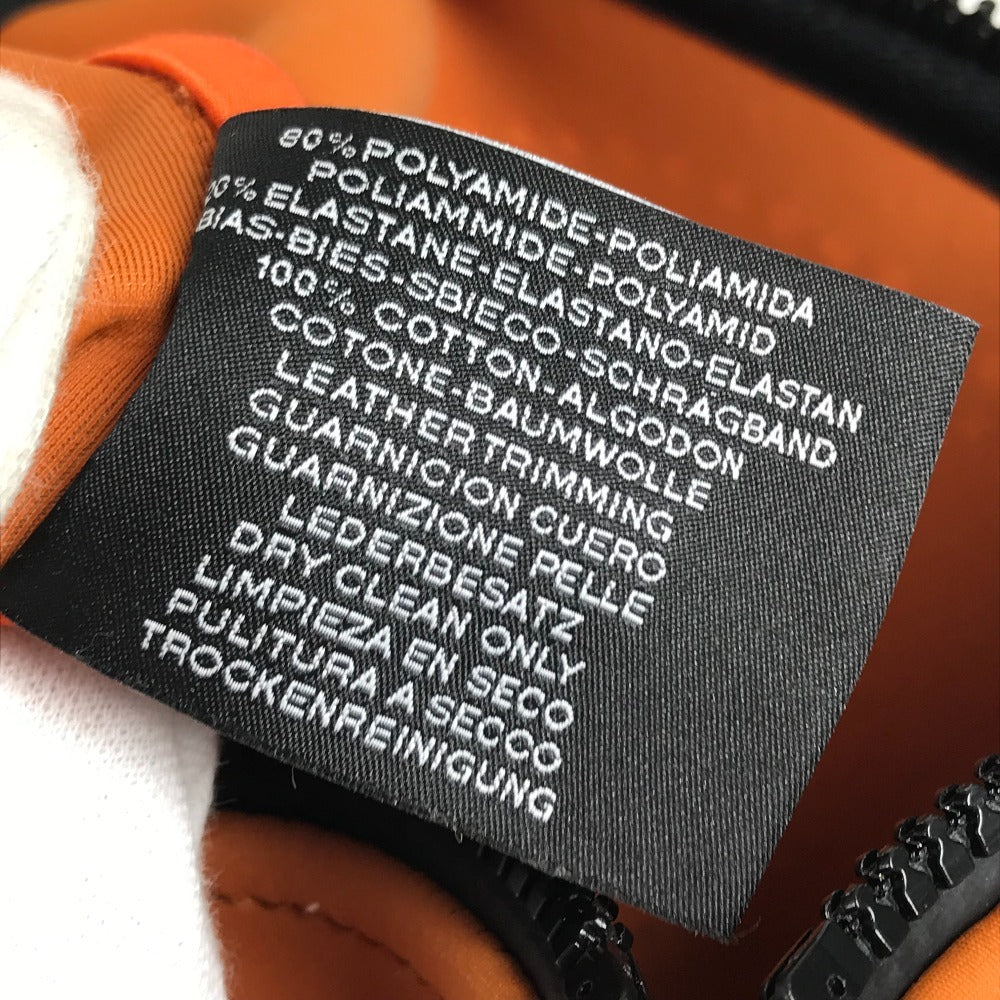 80% POLYAMIDE-POLIAMIDA
POLIAMMIDE-POLYAMID
20% ELASTANE-ELASTANO-ELASTAN
BIAS-BIES-SBIECO-SCHRAGBAND
100% COTTON-ALGODON
COTONE-BAUMWOLLE
LEATHER TRIMMING
GUARNICION CUERO
GUARNIZIONE PELLE
LEDERBESATZ
DRY CLEAN ONLY
LIMPIEZA EN SECO
PULITURA A SECCO
TROCKENREINIGUNG